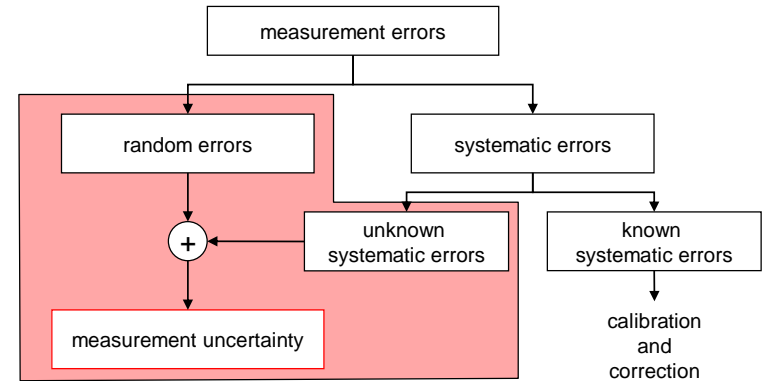 measurement errors
random errors
systematic errors
+
unknown
systematic errors
known
systematic errors
measurement uncertainty
calibration
and
correction